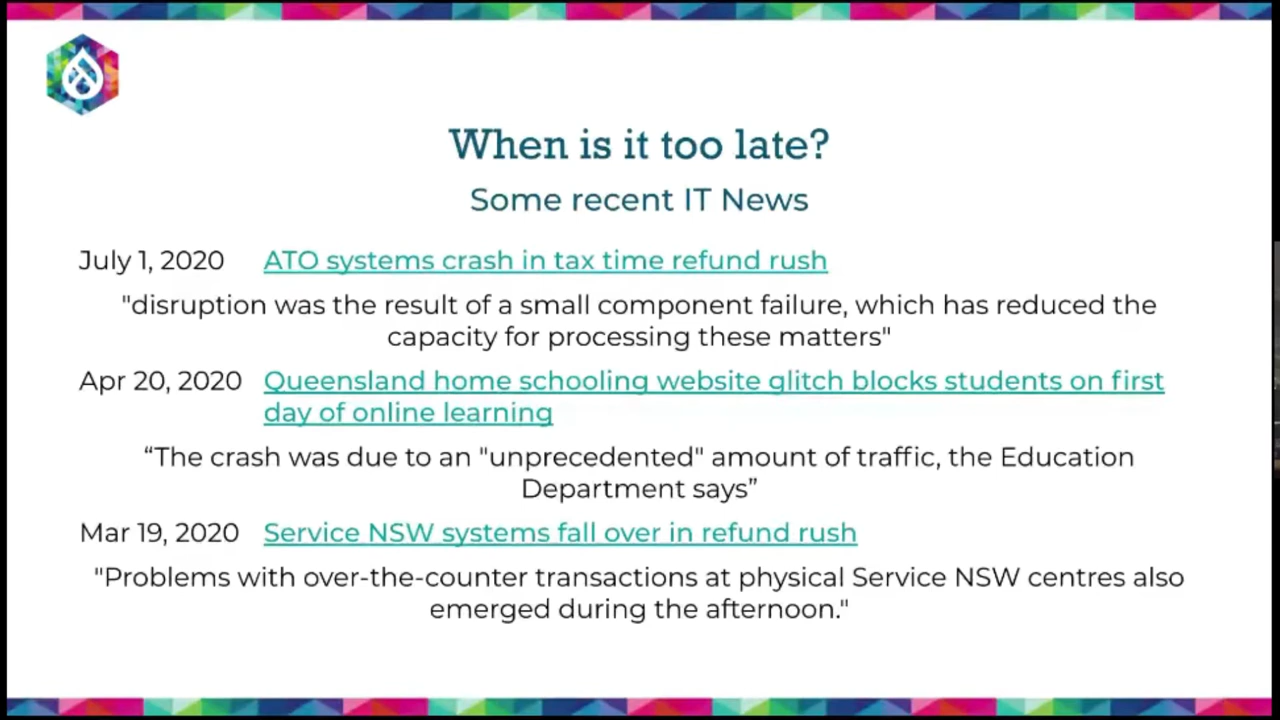 When is it too late?
Some recent IT News
July 1, 2020 ATO systems crash in tax time refund rush
"disruption was the result of a small component failure, which has reduced the
capacity for processing these matters"
Apr 20, 2020 Queensland home schooling website glitch blocks students on first
day of online learning
“The crash was due to an "unprecedented" amount of traffic, the Education
Department says”
Mar 19, 2020 Service NSW systems fall over in refund rush
"Problems with over-the-counter transactions at physical Service NSW centres also
emerged during the afternoon."